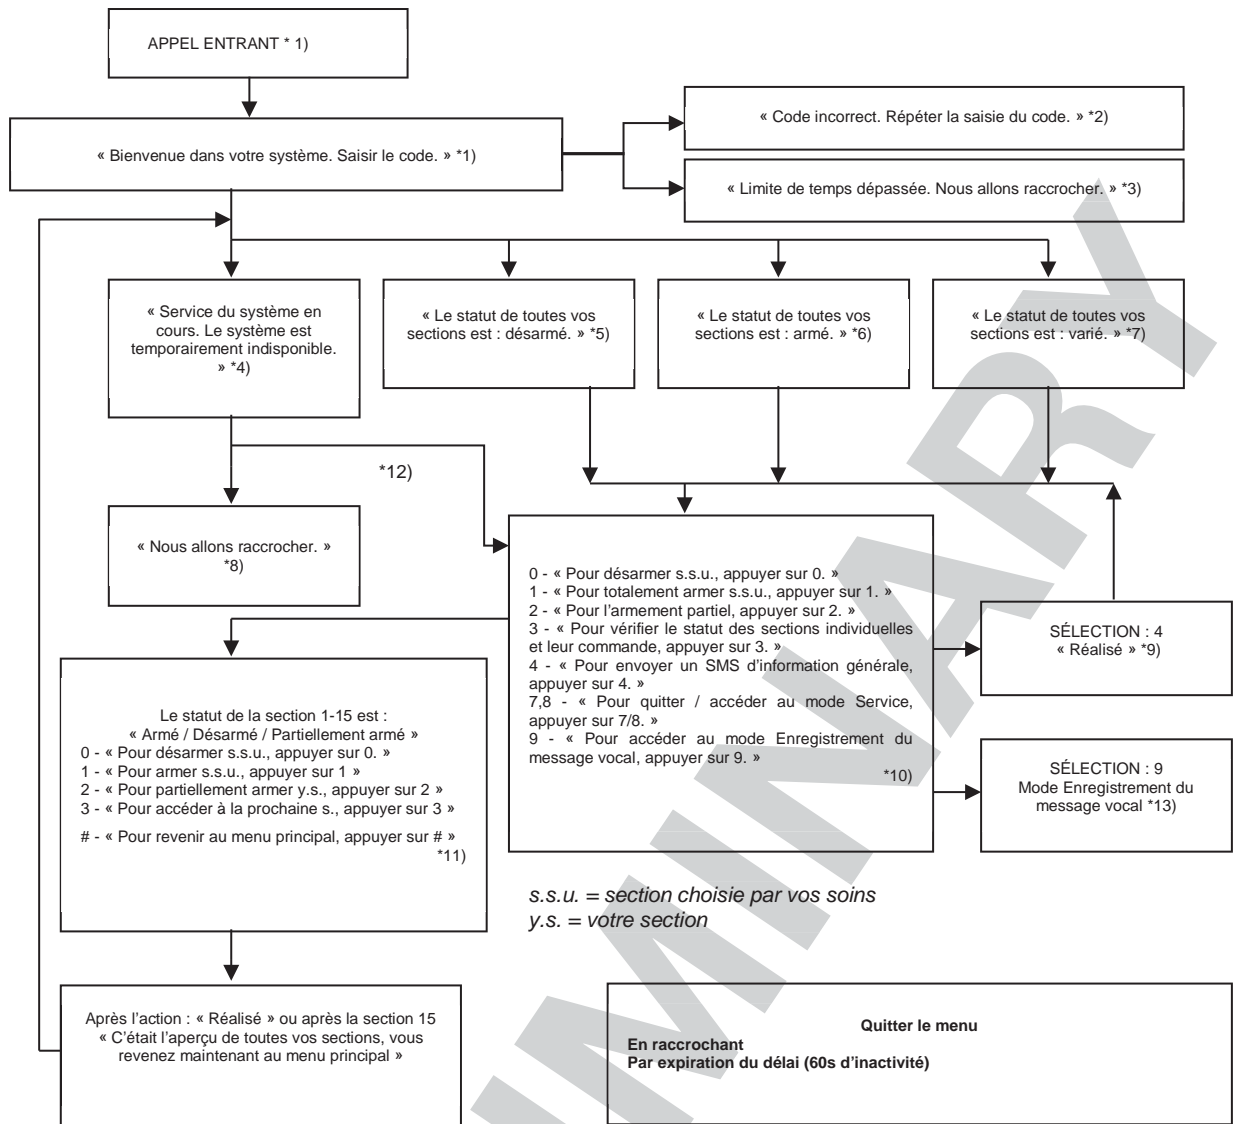 APPEL ENTRANT * 1)
« Bienvenue dans votre système. Saisir le code. » *1)
« Code incorrect. Répéter la saisie du code. » *2)
« Limite de temps dépassée. Nous allons raccrocher. » *3)
« Service du système en
cours. Le système est
temporairement indisponible.
» *4)
« Le statut de toutes vos
sections est : désarmé. » *5)
« Le statut de toutes vos
sections est : armé. » *6)
« Le statut de toutes vos
sections est : varié. » *7)
*12)
« Nous allons raccrocher. »
*8)
0 - « Pour désarmer s.s.u., appuyer sur 0. »
1 - « Pour totalement armer s.s.u., appuyer sur 1. »
2 - « Pour l'armement partiel, appuyer sur 2. »
3 - « Pour vérifier le statut des sections individuelles
et leur commande, appuyer sur 3. »
4 - « Pour envoyer un SMS d'information générale,
appuyer sur 4. »
7,8 - « Pour quitter / accéder au mode Service,
appuyer sur 7/8. »
9 - « Pour accéder au mode Enregistrement du
message vocal, appuyer sur 9. »
*10)
SÉLECTION : 4
« Réalisé » *9)
SÉLECTION : 9
Mode Enregistrement du
message vocal *13)
Le statut de la section 1-15 est :
« Armé / Désarmé / Partiellement armé »
0 - « Pour désarmer s.s.u., appuyer sur 0. »
1 - « Pour armer s.s.u., appuyer sur 1 »
2 - « Pour partiellement armer y.s., appuyer sur 2 »
3 - « Pour accéder à la prochaine s., appuyer sur 3 »
# - « Pour revenir au menu principal, appuyer sur # »
*11)
s.s.u. = section choisie par vos soins
y.s. = votre section
Après l'action : « Réalisé » ou après la section 15
« C'était l'aperçu de toutes vos sections, vous
revenez maintenant au menu principal »
Quitter le menu
En raccrochant
Par expiration du délai (60s d'inactivité)
MINARY